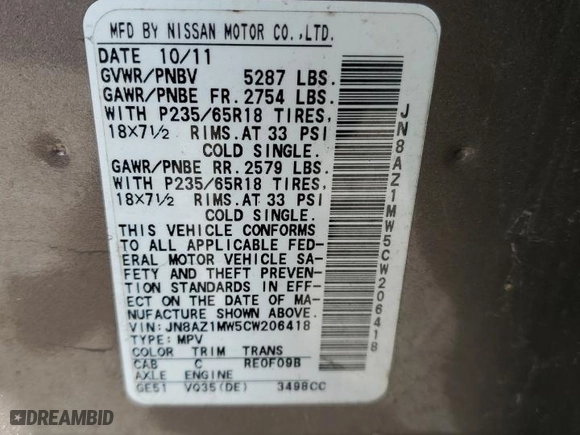 MFD BY NISSAN MOTOR CO.,LTD.
DATE 10/11
GVWR/PNBV 5287 LBS.
GAWR/PNBE FR. 2754 LBS.
WITH P235/65R18 TIRES,
18×7½ RIMS. AT 33 PSI
COLD SINGLE.
GAWR/PNBE RR. 2579 LBS.
WITH P235/65R18 TIRES,
18×7½ RIMS. AT 33 PSI
COLD SINGLE.
THIS VEHICLE CONFORMS
TO ALL APPLICABLE FED-
ERAL MOTOR VEHICLE SA-
FETY AND THEFT PREVEN-
TION STANDARDS IN EFF-
ECT ON THE DATE OF MA-
NUFACTURE SHOWN ABOVE.
VIN: JN8AZ1MW5CW206418
TYPE: MPV
COLOR TRIM TRANS
CAB C RE0F09B
AXLE ENGINE
GE51 VQ35(DE) 3498CC
JN8AZ1MW5CW206418
DREAMBID